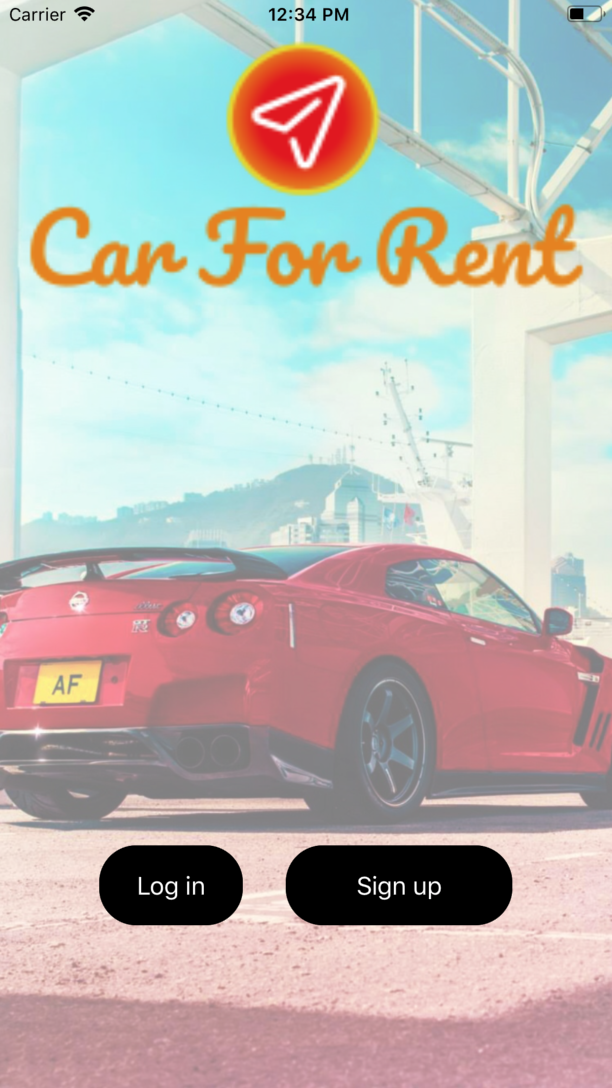 Carrier 12:34 PM
Car For Rent
AF
Log in Sign up